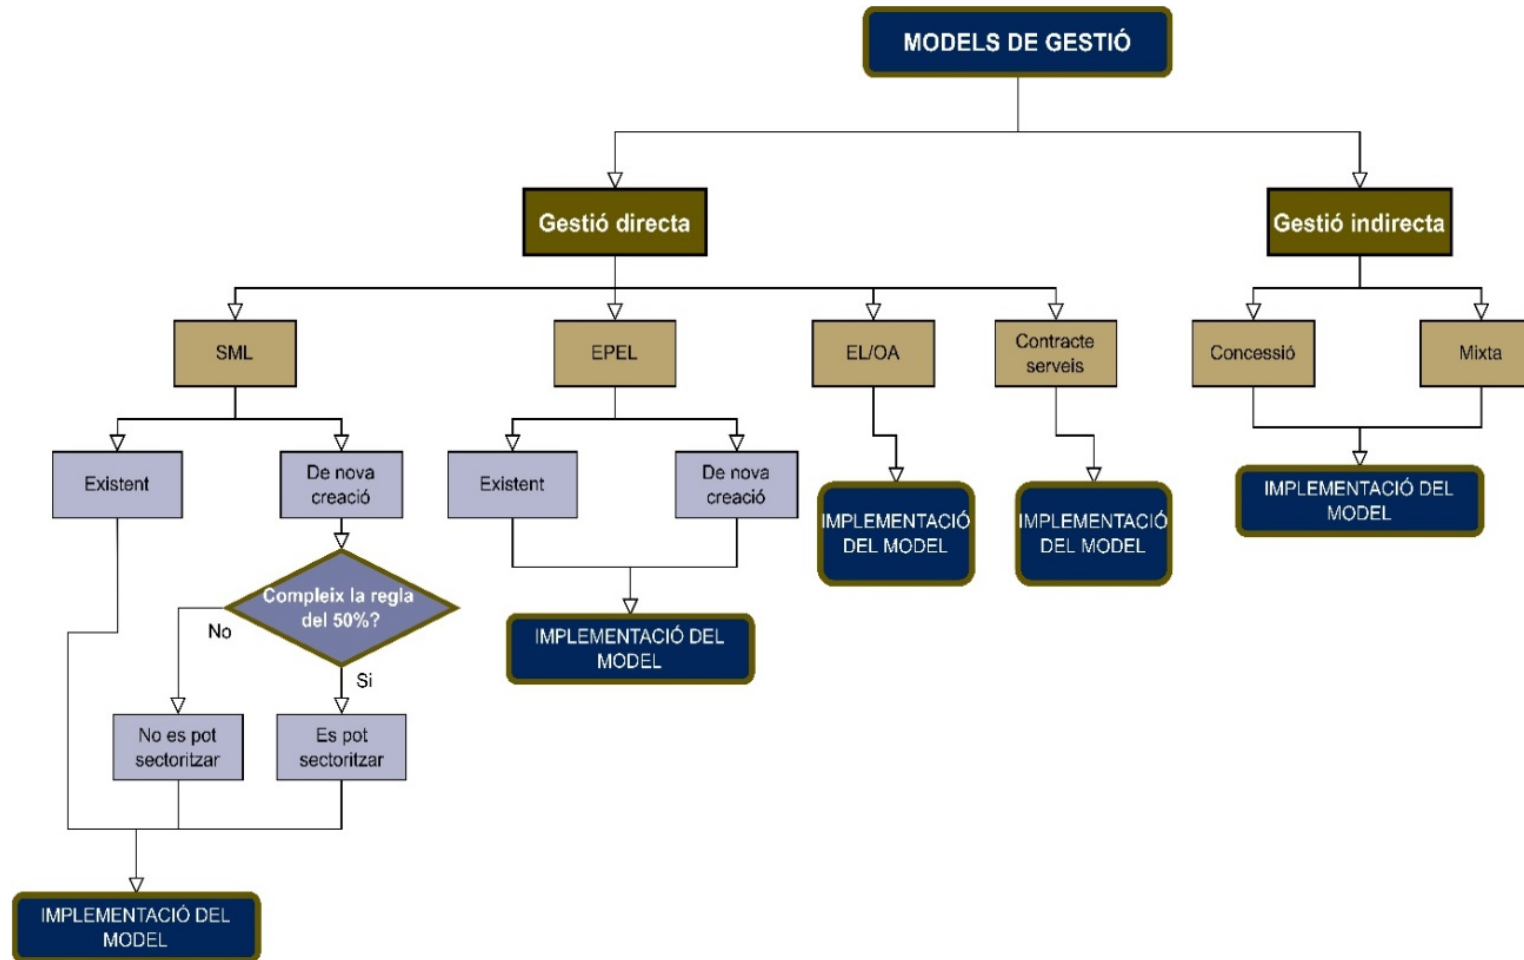 MODELS DE GESTIÓ
Gestió directa
Gestió indirecta
SML
EPEL
EL/OA
Contracte
serveis
Concessió
Mixta
Existent
De nova
creació
Existent
De nova
creació
IMPLEMENTACIÓ
DEL MODEL
IMPLEMENTACIÓ
DEL MODEL
IMPLEMENTACIÓ DEL
MODEL
Compleix la regla
del 50%?
No
Si
IMPLEMENTACIÓ DEL
MODEL
No es pot
sectoritzar
Es pot
sectoritzar
IMPLEMENTACIÓ DEL
MODEL